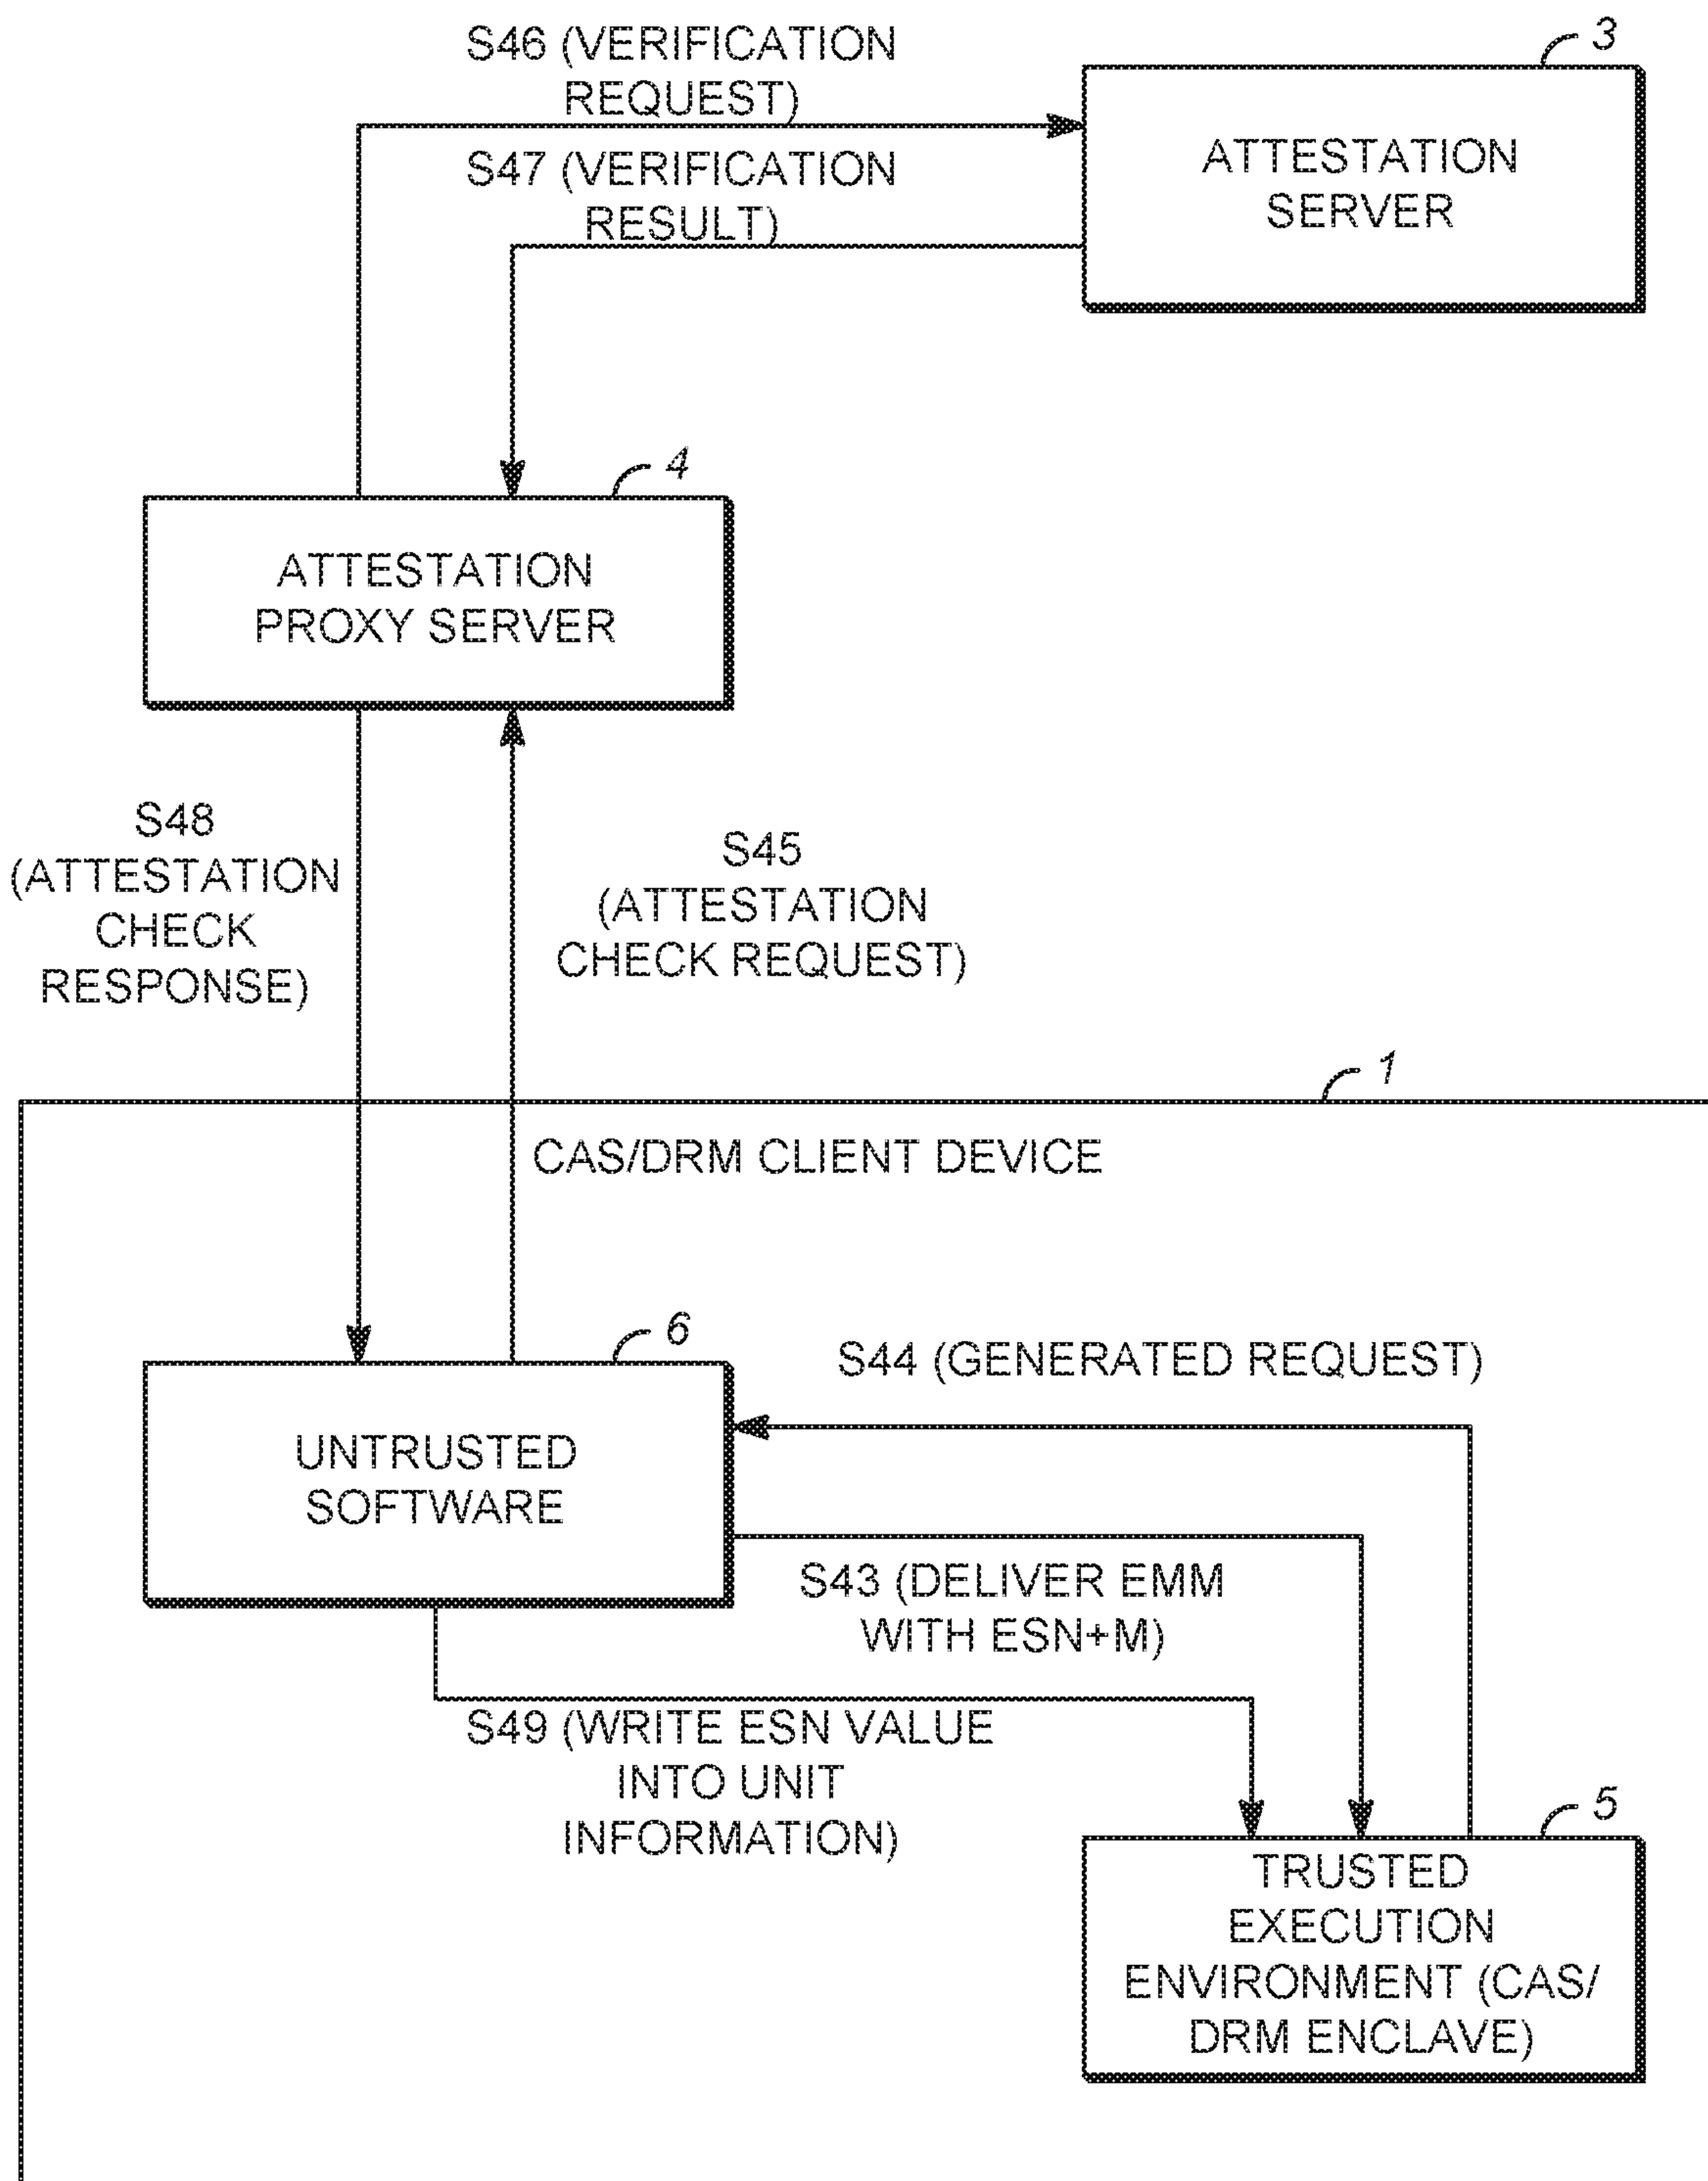 S46 (VERIFICATION
REQUEST)
3
S47 (VERIFICATION
RESULT)
ATTESTATION
SERVER
4
ATTESTATION
PROXY SERVER
S48
(ATTESTATION
CHECK
RESPONSE)
S45
(ATTESTATION
CHECK REQUEST)
1
CAS/DRM CLIENT DEVICE
6
S44 (GENERATED REQUEST)
UNTRUSTED
SOFTWARE
S43 (DELIVER EMM
WITH ESN+M)
S49 (WRITE ESN VALUE
INTO UNIT
INFORMATION)
5
TRUSTED
EXECUTION
ENVIRONMENT (CAS/
DRM ENCLAVE)